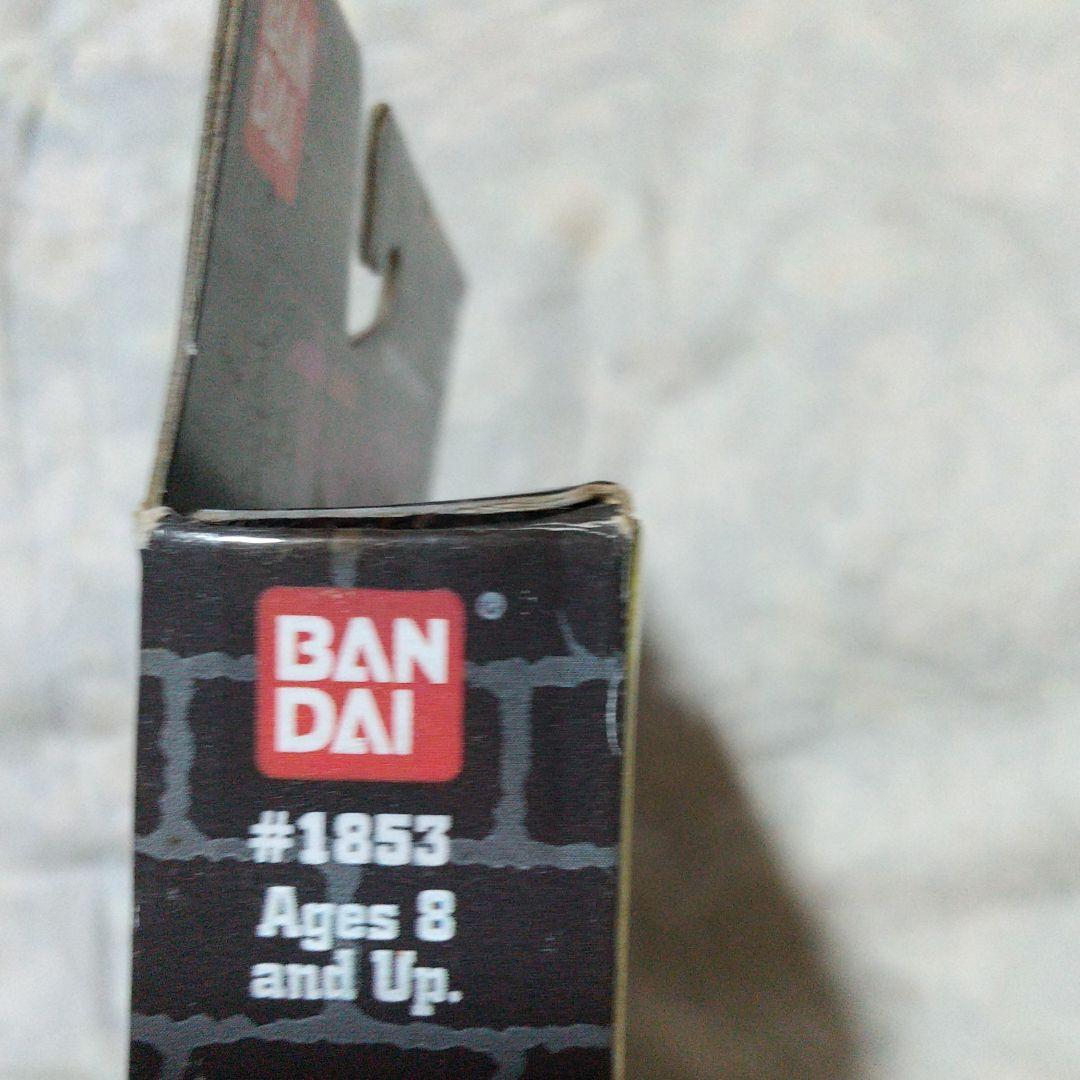 BAN
DAI
®
#1853
Ages 8
and Up.